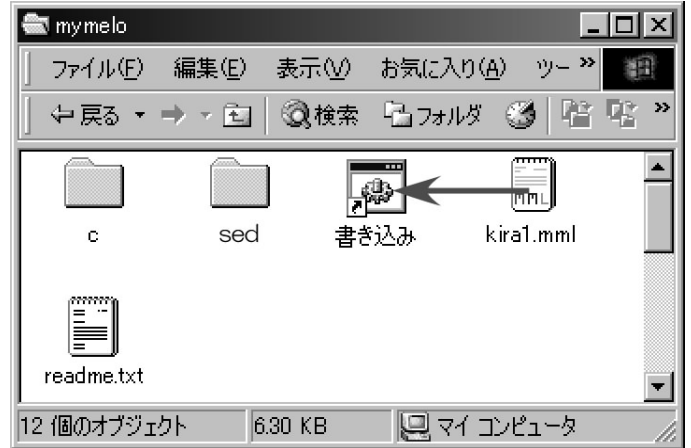 mymelo
ファイル(F) 編集(E) 表示(V) お気に入り(A) ツー »
戻る 検索 フォルダ »
MML
c sed 書き込み kira1.mml
readme.txt
12 個のオブジェクト 6.30 KB マイ コンピュータ